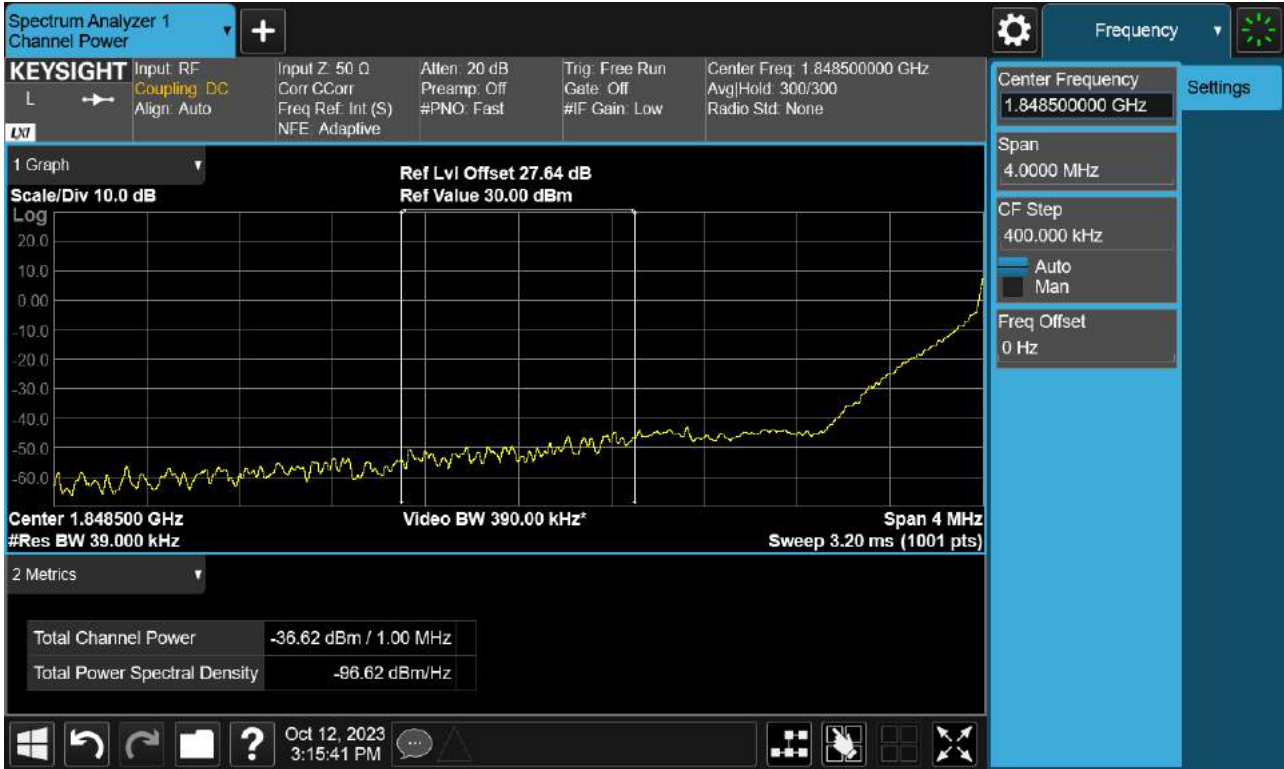 Spectrum Analyzer 1
Channel Power
+
Frequency
KEYSIGHT
L
LXI
Input: RF
Coupling: DC
Align: Auto
Input Z: 50 Ω
Corr CCorr
Freq Ref: Int (S)
NFE: Adaptive
Atten: 20 dB
Preamp: Off
#PNO: Fast
Trig: Free Run
Gate: Off
#IF Gain: Low
Center Freq: 1.848500000 GHz
Avg|Hold: 300/300
Radio Std: None
Center Frequency
1.848500000 GHz
Settings
Span
4.0000 MHz
CF Step
400.000 kHz
Auto
Man
Freq Offset
0 Hz
1 Graph
Scale/Div 10.0 dB
Ref Lvl Offset 27.64 dB
Ref Value 30.00 dBm
Log
20.0
10.0
0.00
-10.0
-20.0
-30.0
-40.0
-50.0
-60.0
Center 1.848500 GHz
#Res BW 39.000 kHz
Video BW 390.00 kHz*
Span 4 MHz
Sweep 3.20 ms (1001 pts)
2 Metrics
Total Channel Power -36.62 dBm / 1.00 MHz
Total Power Spectral Density -96.62 dBm/Hz
?
Oct 12, 2023
3:15:41 PM